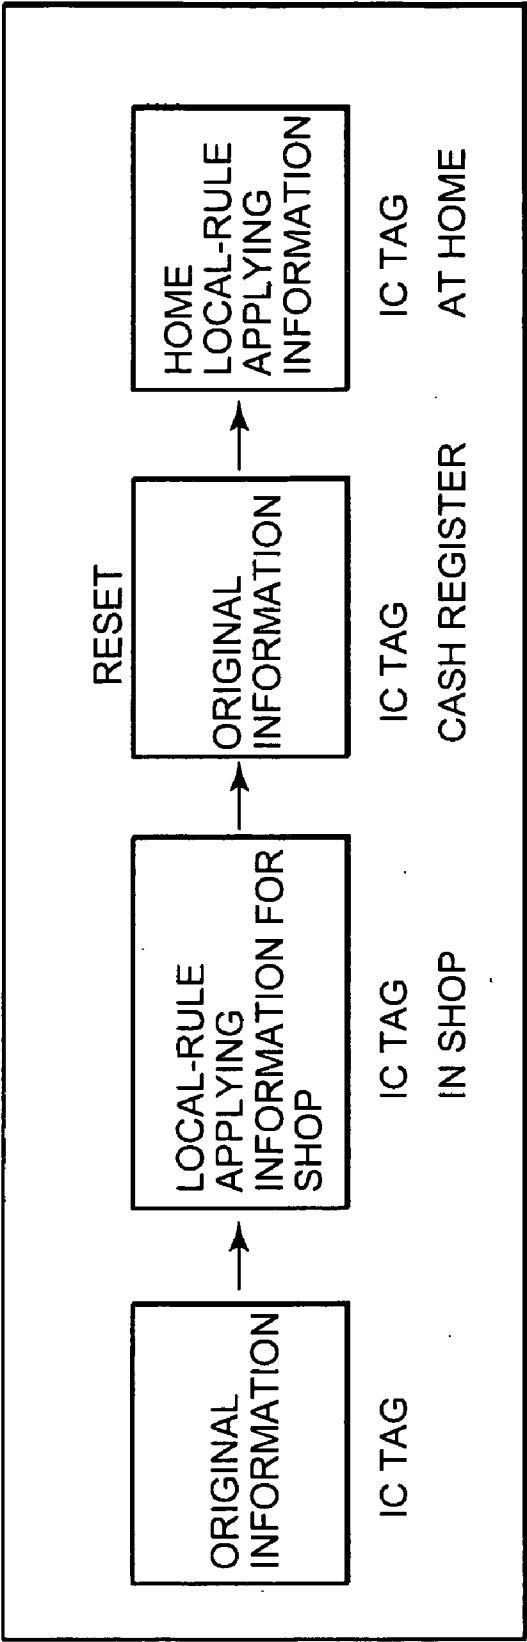 ORIGINAL
INFORMATION
IC TAG
LOCAL-RULE
APPLYING
INFORMATION FOR
SHOP
IC TAG
IN SHOP
RESET
ORIGINAL
INFORMATION
IC TAG
CASH REGISTER
HOME
LOCAL-RULE
APPLYING
INFORMATION
IC TAG
AT HOME